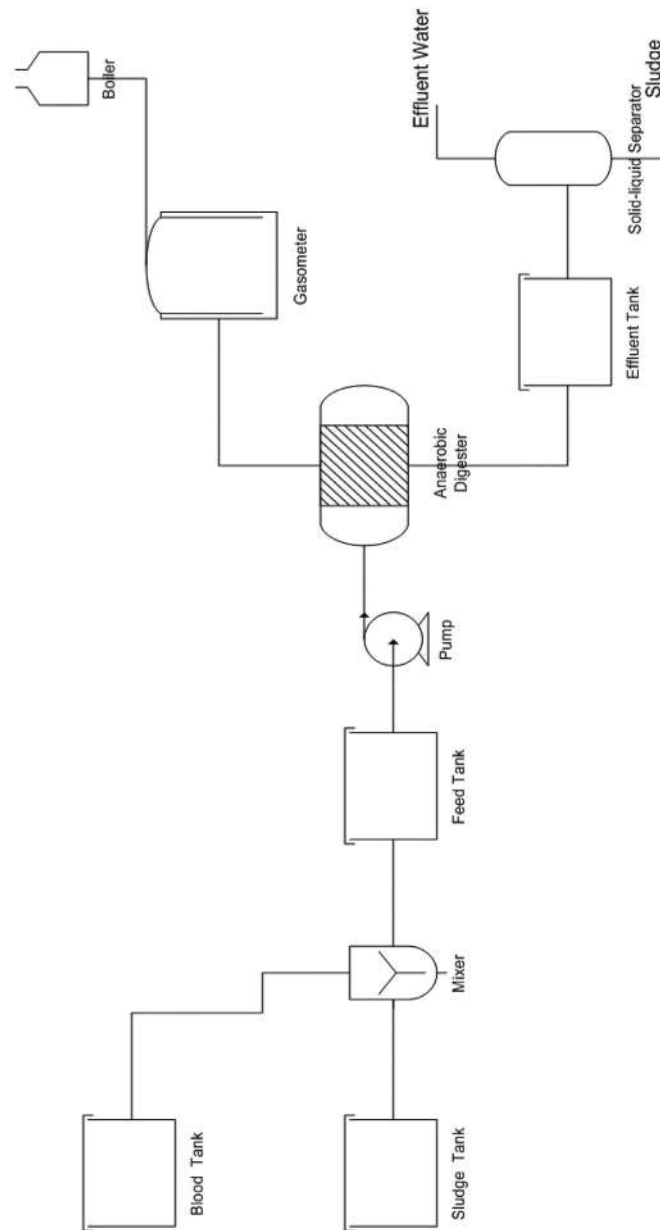 Blood Tank
Sludge Tank
Mixer
Feed Tank
Pump
Anaerobic
Digester
Gasometer
Boiler
Effluent Tank
Solid-liquid Separator
Effluent Water
Sludge